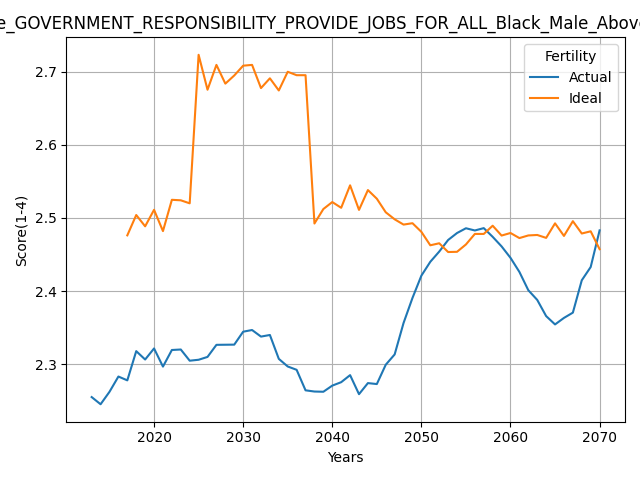 e_GOVERNMENT_RESPONSIBILITY_PROVIDE_JOBS_FOR_ALL_Black_Male_Above
Fertility
Actual
Ideal
2.7
2.6
2.5
2.4
2.3
Score(1-4)
2020 2030 2040 2050 2060 2070
Years